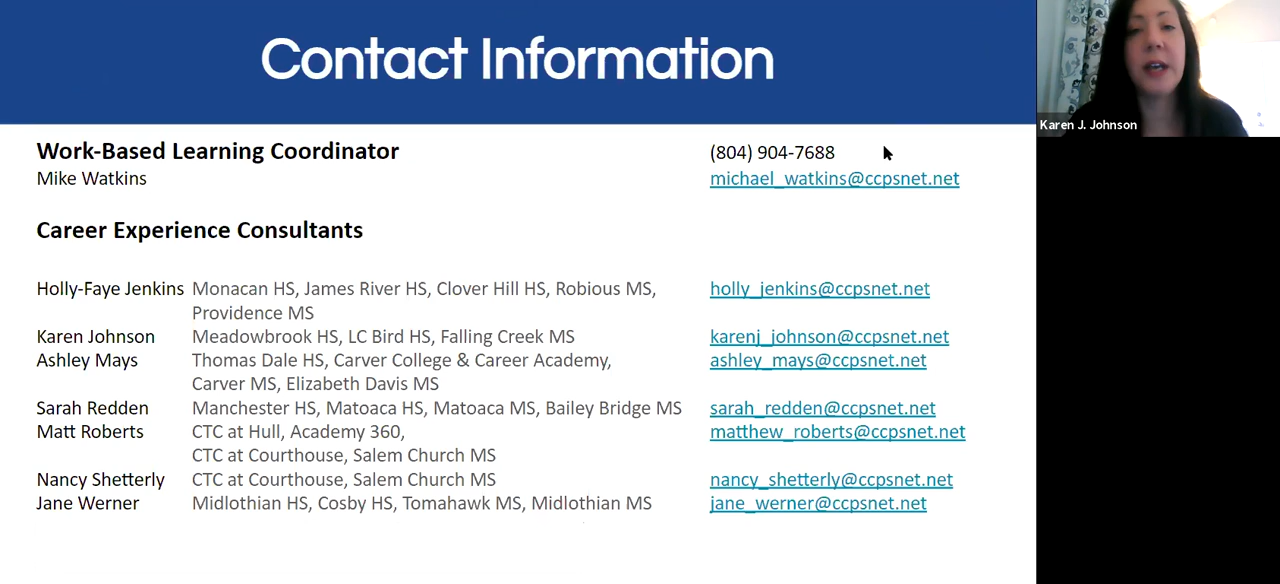 Contact Information
Karen J. Johnson
Work-Based Learning Coordinator (804) 904-7688
Mike Watkins michael_watkins@ccpsnet.net
Career Experience Consultants
Holly-Faye Jenkins Monacan HS, James River HS, Clover Hill HS, Robious MS, holly_jenkins@ccpsnet.net
Providence MS
Karen Johnson Meadowbrook HS, LC Bird HS, Falling Creek MS karenj_johnson@ccpsnet.net
Ashley Mays Thomas Dale HS, Carver College & Career Academy, ashley_mays@ccpsnet.net
Carver MS, Elizabeth Davis MS
Sarah Redden Manchester HS, Matoaca HS, Matoaca MS, Bailey Bridge MS sarah_redden@ccpsnet.net
Matt Roberts CTC at Hull, Academy 360, matthew_roberts@ccpsnet.net
CTC at Courthouse, Salem Church MS
Nancy Shetterly CTC at Courthouse, Salem Church MS nancy_shetterly@ccpsnet.net
Jane Werner Midlothian HS, Cosby HS, Tomahawk MS, Midlothian MS jane_werner@ccpsnet.net